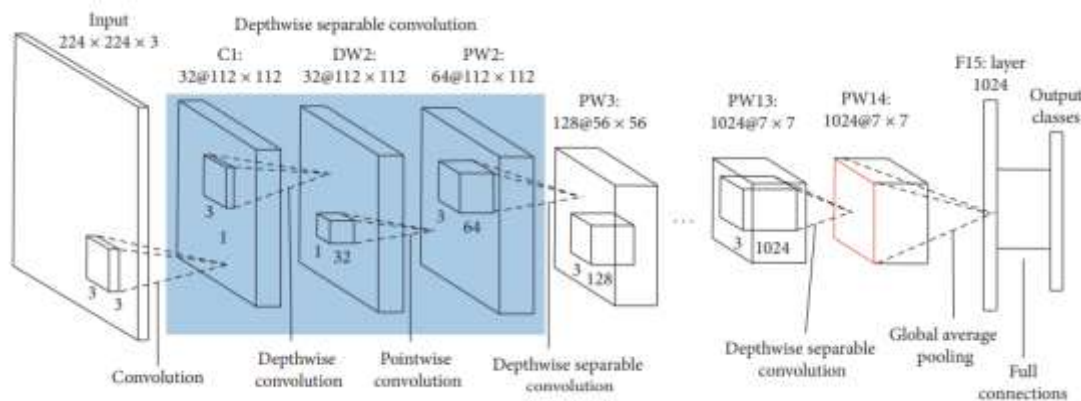 Input
224 × 224 × 3
Depthwise separable convolution
C1:
32@112 × 112
DW2:
32@112 × 112
PW2:
64@112 × 112
PW3:
128@56 × 56
PW13:
1024@7 × 7
PW14:
1024@7 × 7
F15: layer
1024
Output
classes
3
3
3
1
1
32
3
64
3
128
...
3
1024
Convolution
Depthwise
convolution
Pointwise
convolution
Depthwise separable
convolution
Depthwise separable
convolution
Global average
pooling
Full
connections